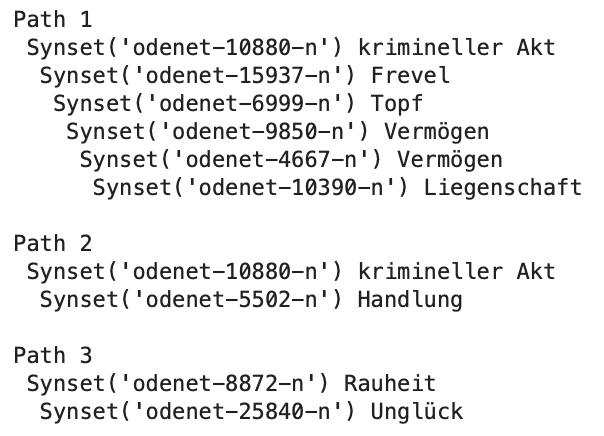 Path 1
Synset('odenet-10880-n') krimineller Akt
Synset('odenet-15937-n') Frevel
Synset('odenet-6999-n') Topf
Synset('odenet-9850-n') Vermögen
Synset('odenet-4667-n') Vermögen
Synset('odenet-10390-n') Liegenschaft
Path 2
Synset('odenet-10880-n') krimineller Akt
Synset('odenet-5502-n') Handlung
Path 3
Synset('odenet-8872-n') Rauheit
Synset('odenet-25840-n') Unglück